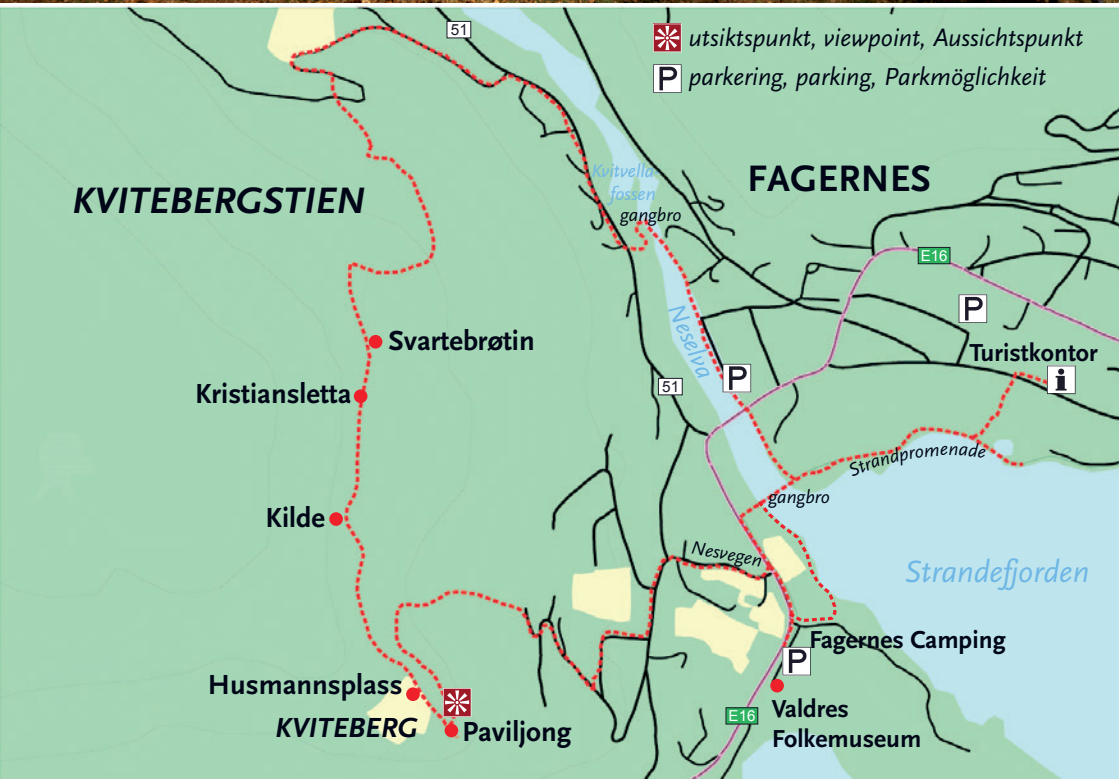 51
utsiktspunkt, viewpoint, Aussichtspunkt
P parkering, parking, Parkmöglichkeit
KVITEBERGSTIEN
Kvitvella-
fossen
gangbro
FAGERNES
E16
P
Neselva
Svartebrøtin
Turistkontor
i
P
51
Kristiansletta
Strandpromenade
gangbro
Kilde
Nesvegen
Strandefjorden
Fagernes Camping
P
Husmannsplass
KVITEBERG
Paviljong
E16
Valdres
Folkemuseum